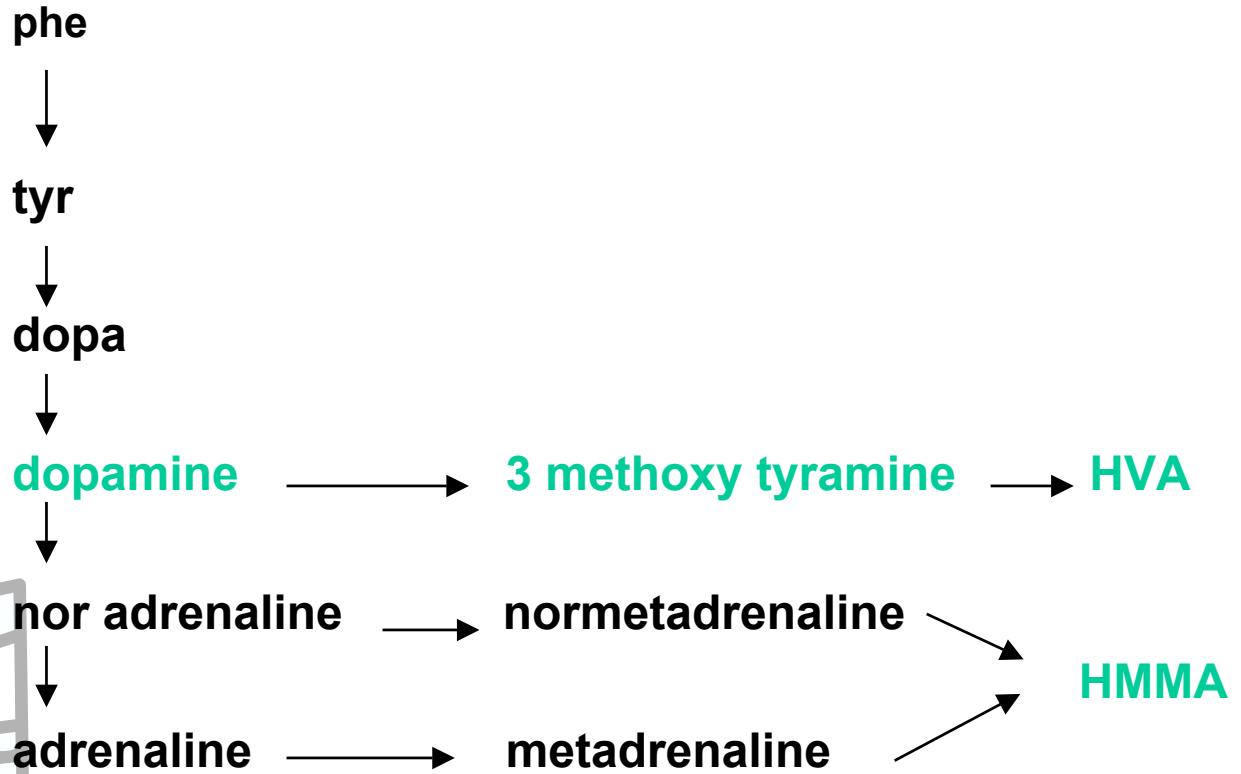 phe
tyr
dopa
dopamine 3 methoxy tyramine HVA
nor adrenaline normetadrenaline
HMMA
adrenaline metadrenaline